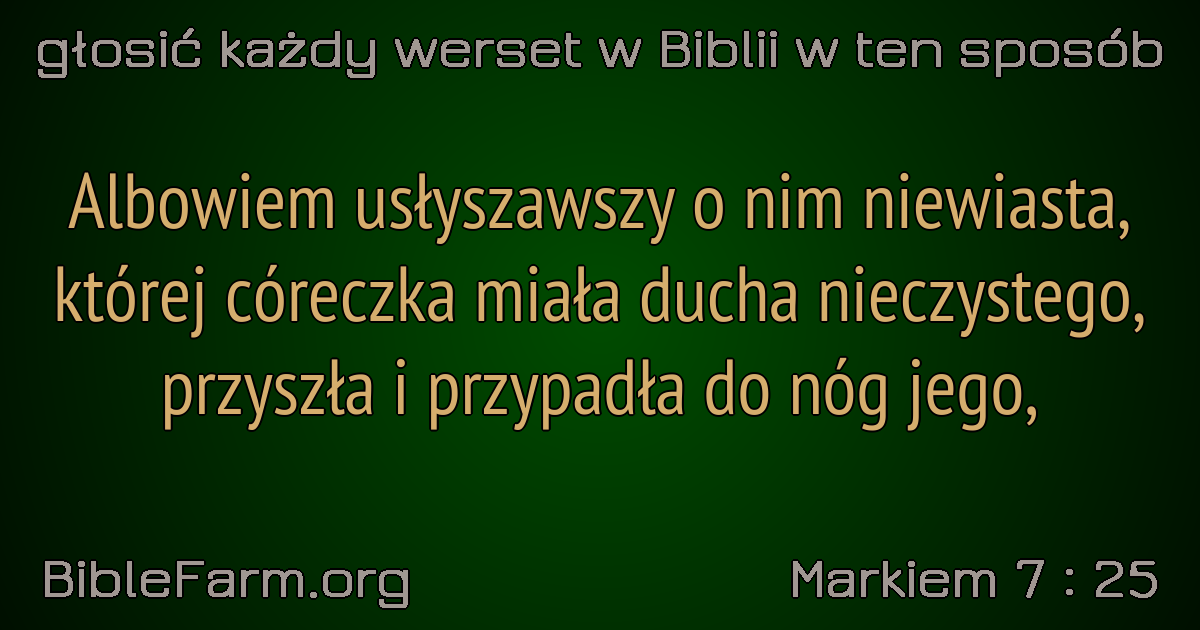 głosić każdy werset w Biblii w ten sposób
Albowiem usłyszawszy o nim niewiasta,
której córeczka miała ducha nieczystego,
przyszła i przypadła do nóg jego,
BibleFarm.org
Markiem 7 : 25